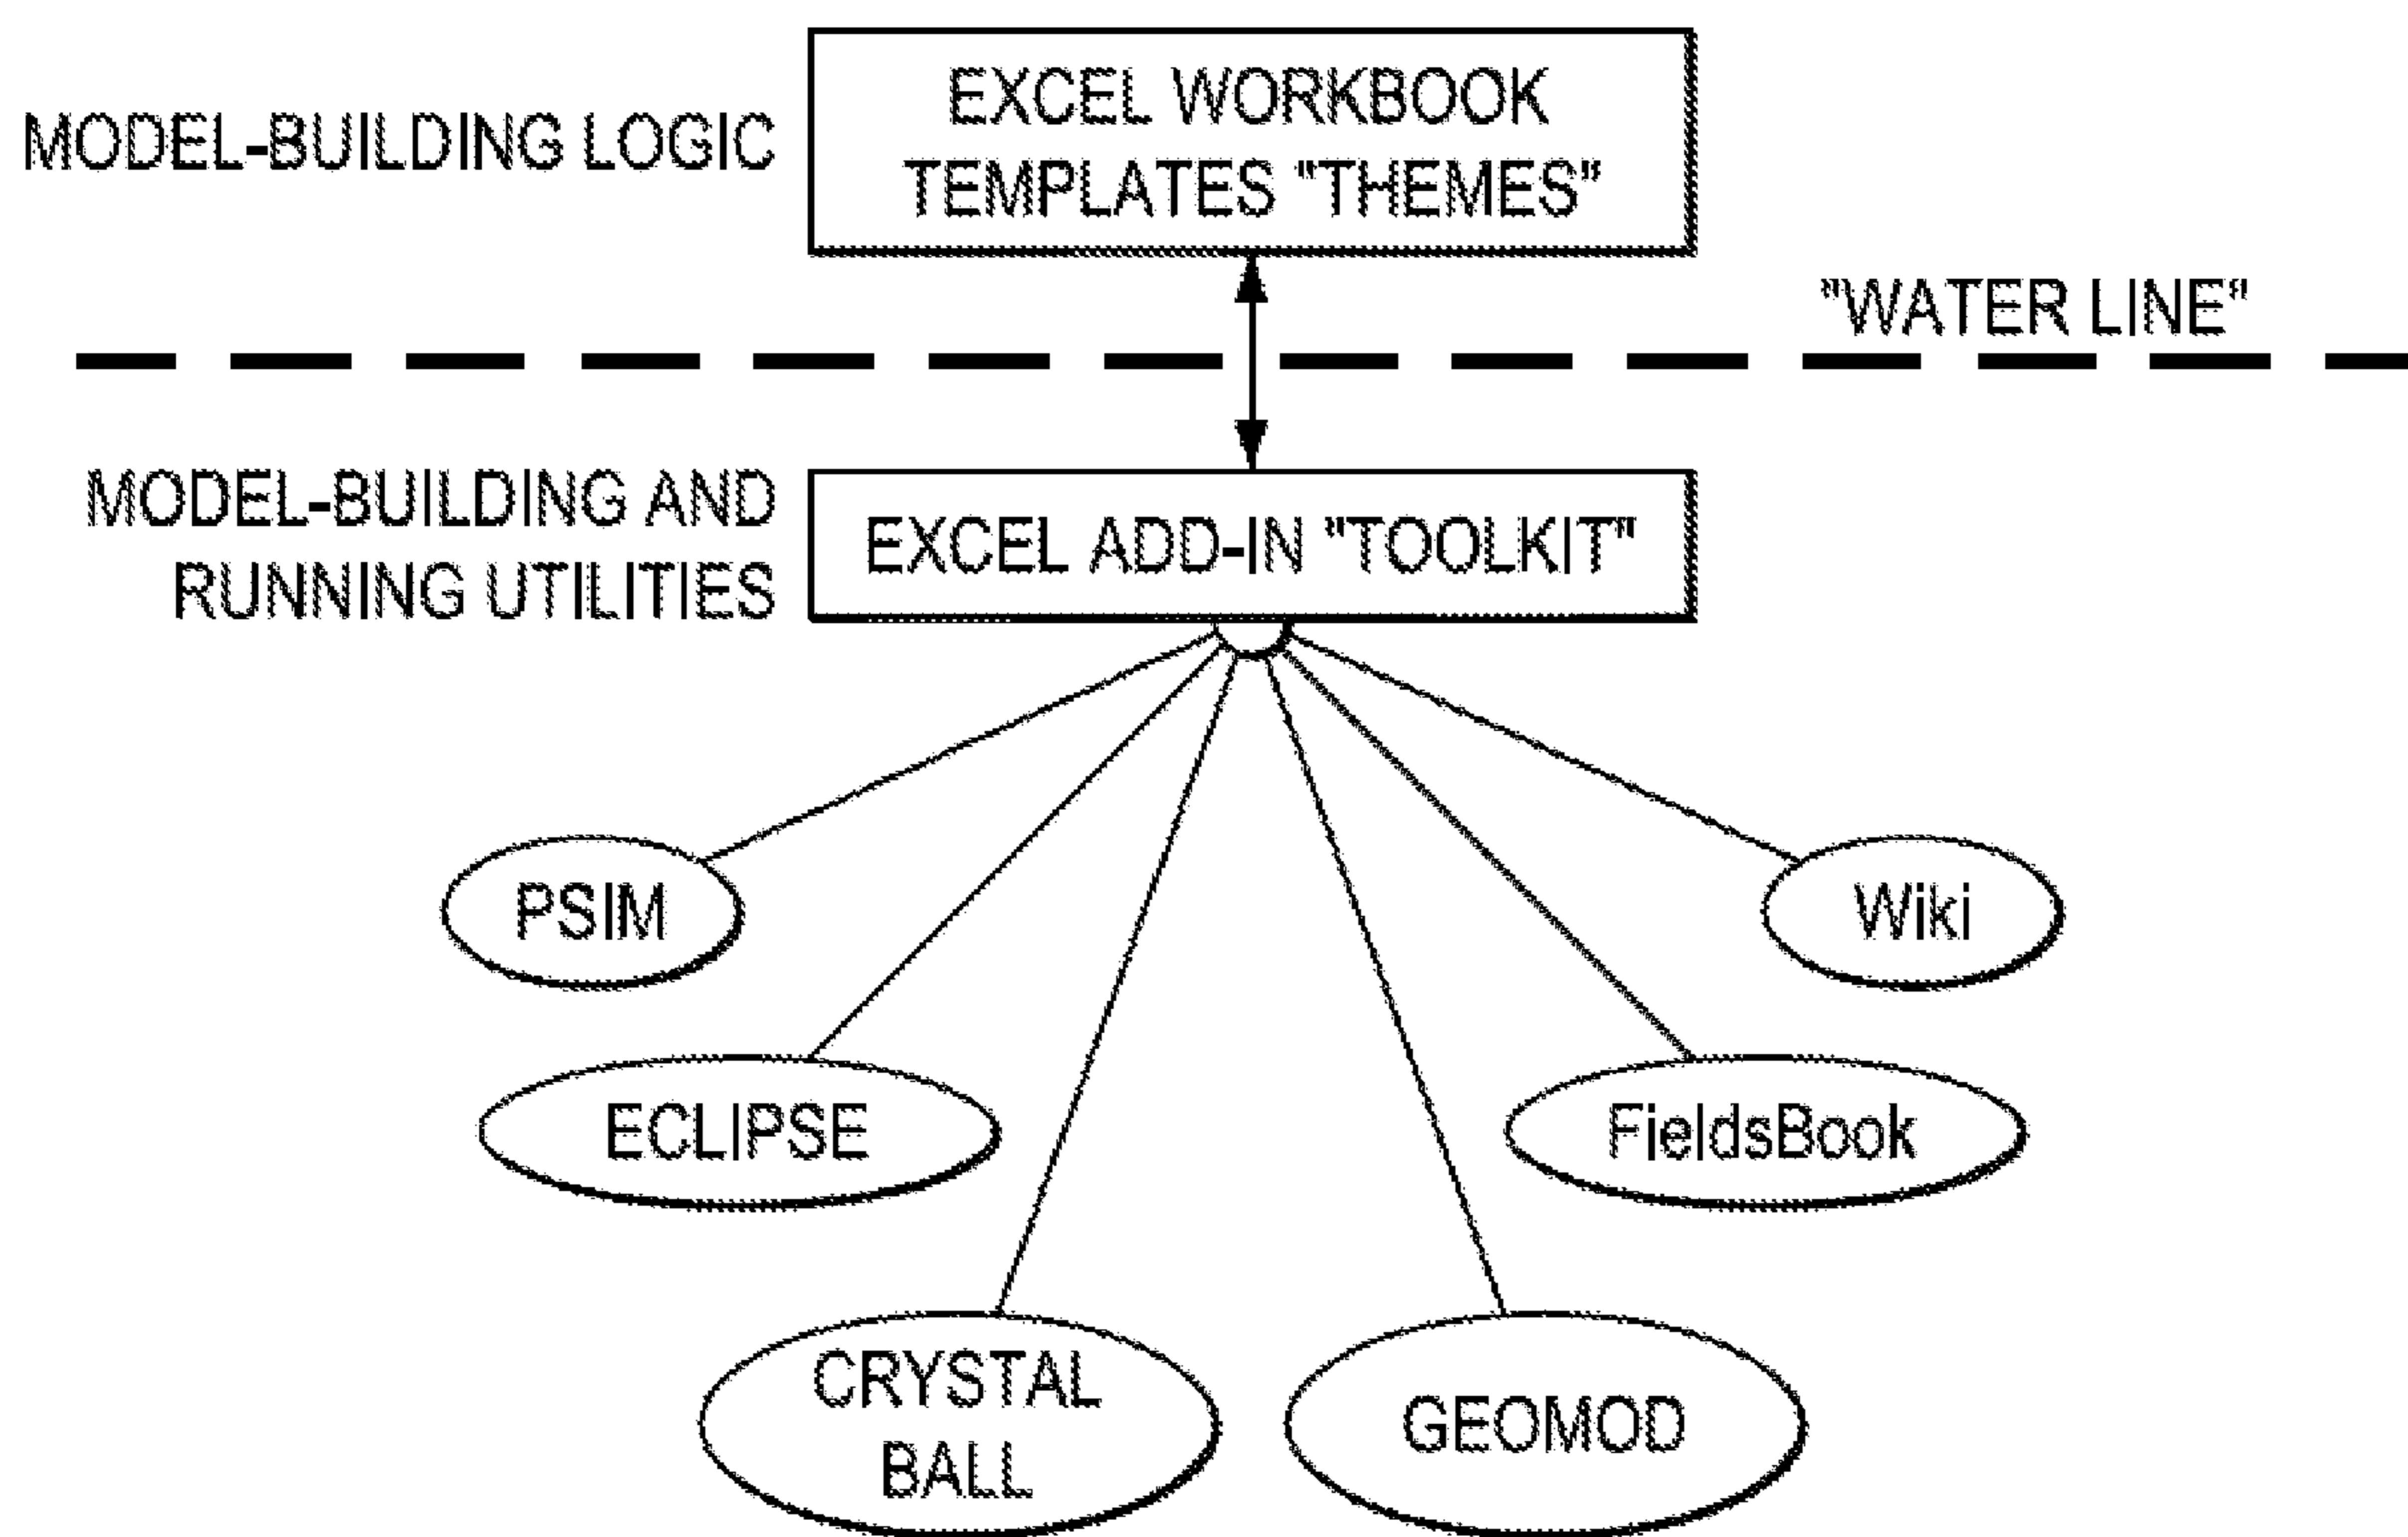 MODEL-BUILDING LOGIC
EXCEL WORKBOOK
TEMPLATES "THEMES"
"WATER LINE"
MODEL-BUILDING AND
RUNNING UTILITIES
EXCEL ADD-IN "TOOLKIT"
PSIM
Wiki
ECLIPSE
FieldsBook
CRYSTAL
BALL
GEOMOD